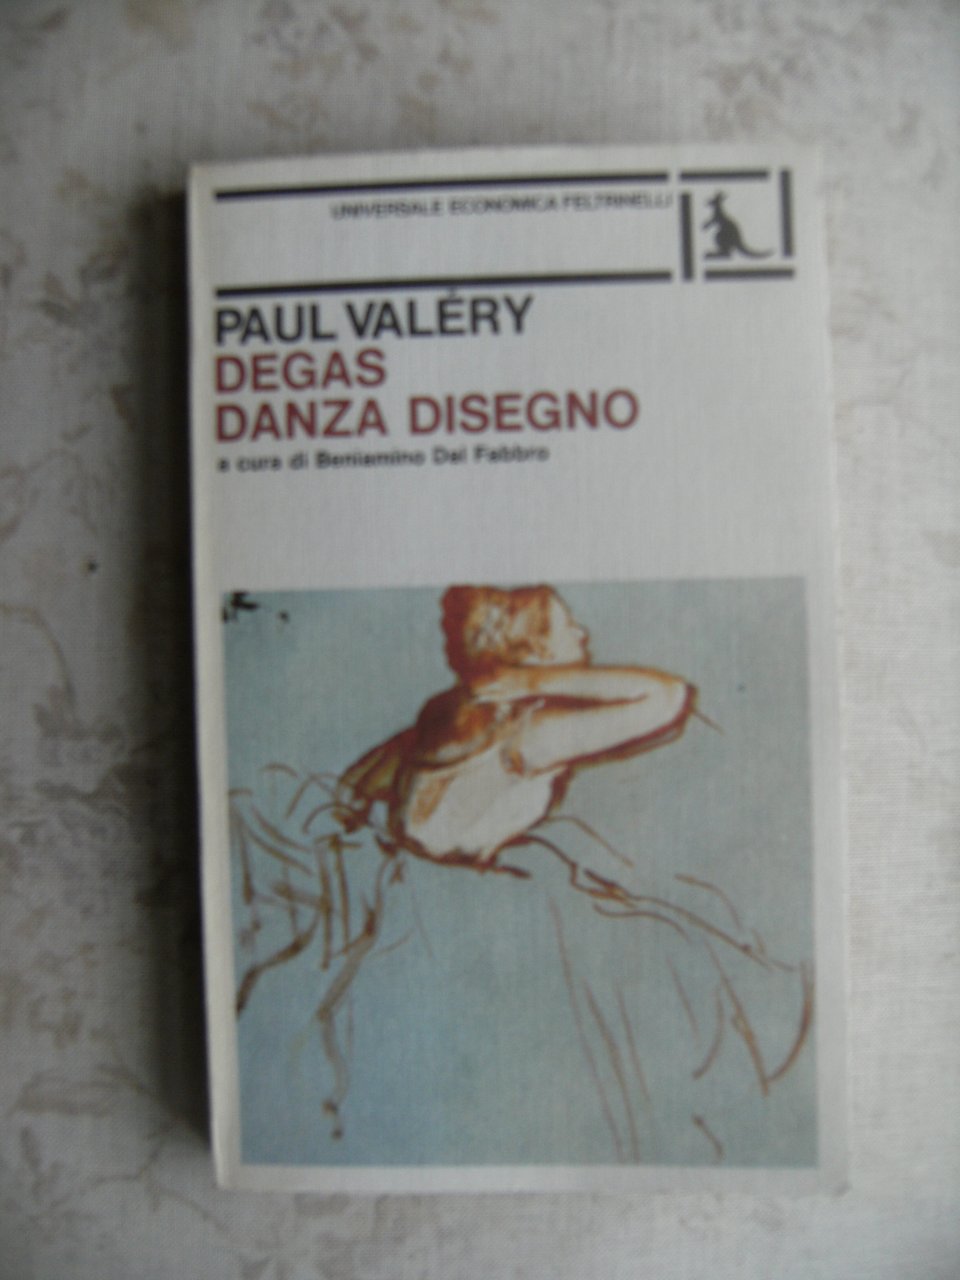 UNIVERSALE ECONOMICA FELTRINELLI
PAUL VALÉRY
DEGAS
DANZA DISEGNO
a cura di Beniamino Dal Fabbro